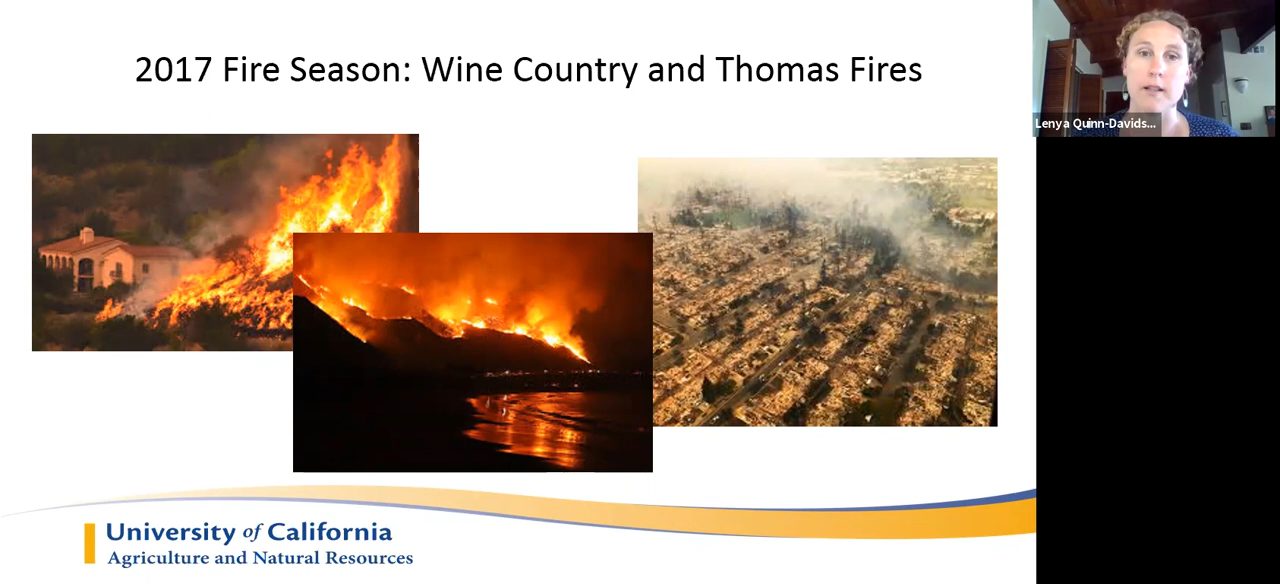 2017 Fire Season: Wine Country and Thomas Fires
Lenya Quinn-Davids...
University of California
Agriculture and Natural Resources